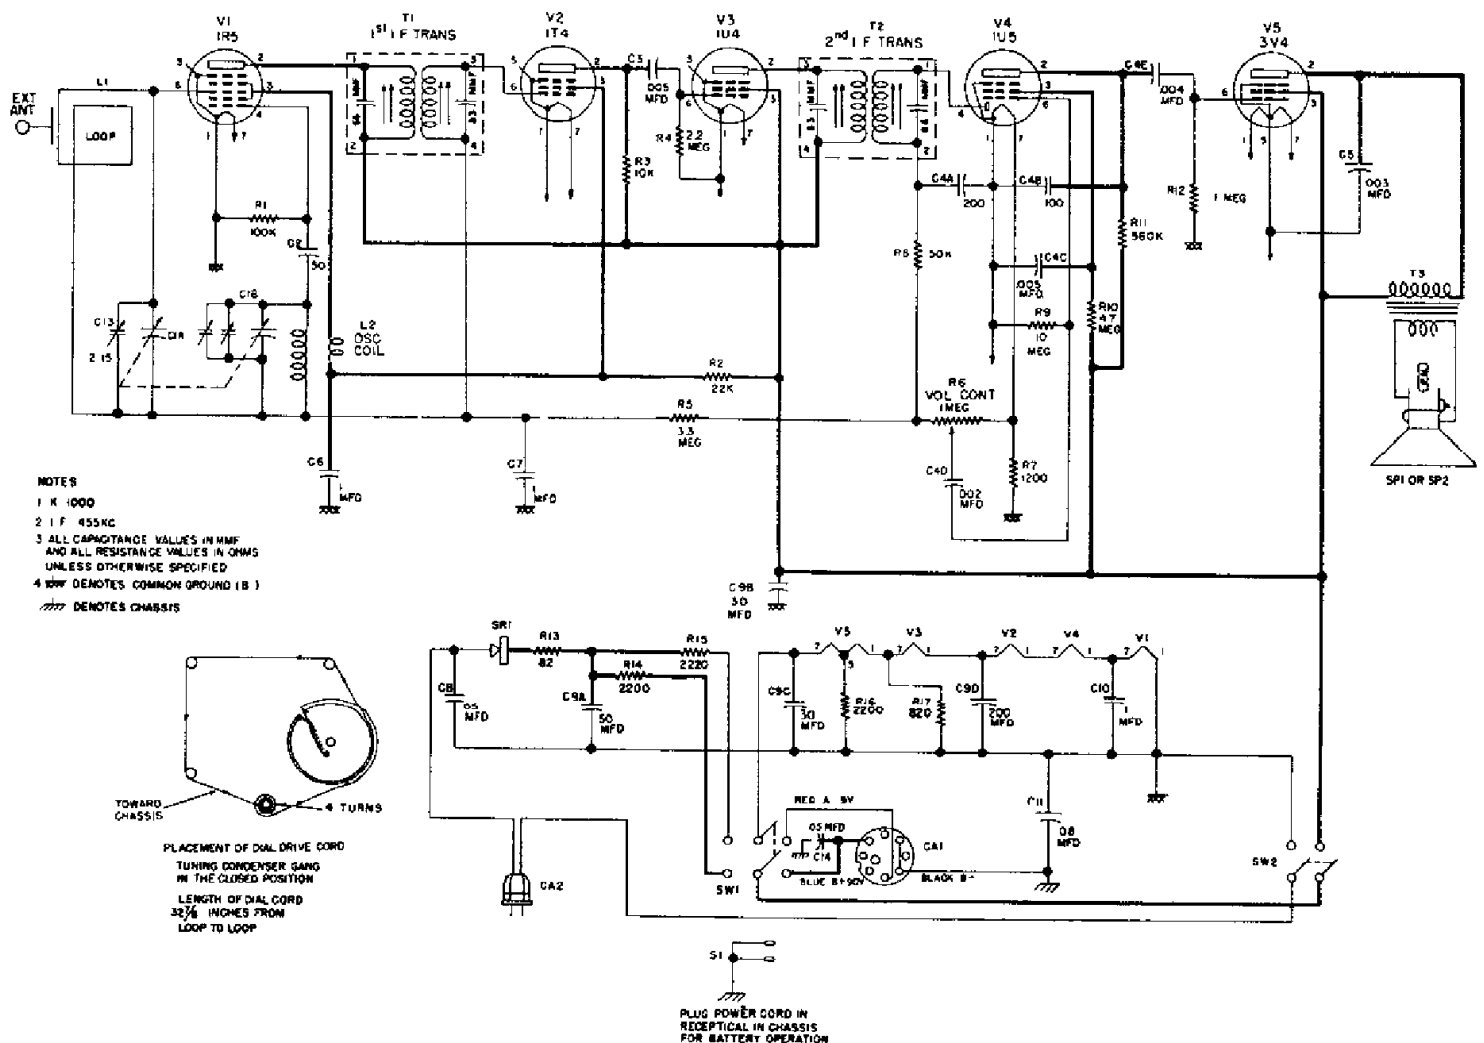 V1
1R5
T1
1ST I F TRANS
V2
1T4
C3
.005
MFD
V3
1U4
T2
2nd I F TRANS
V4
1U5
C4E
.004
MFD
V5
3V4
EXT
ANT
L1
LOOP
R1
100K
C2
50
R3
10K
R4
2.2
MEG
C4A
200
C4B
100
R11
560K
R12
1 MEG
C5
.003
MFD
R8
50K
C4C
.005
MFD
R9
10
MEG
R10
4.7
MEG
T3
C13
2 15
C1A
C1B
L2
OSC
COIL
R2
22K
R5
3.3
MEG
R6
VOL CONT
1 MEG
R7
1200
C4D
.002
MFD
C6
.1
MFD
C7
.1
MFD
SP1 OR SP2
NOTES
1 K 1000
2 I F 455KC
3 ALL CAPACITANCE VALUES IN MMF
AND ALL RESISTANCE VALUES IN OHMS
UNLESS OTHERWISE SPECIFIED
4 DENOTES COMMON GROUND (B )
DENOTES CHASSIS
C9B
30
MFD
SR1
R13
82
R15
2220
R14
2200
C8
.05
MFD
C9A
50
MFD
V5
V3
V2
V4
V1
C9C
30
MFD
R16
2200
R17
820
C9D
200
MFD
C10
.1
MFD
TOWARD
CHASSIS
4 TURNS
PLACEMENT OF DIAL DRIVE CORD
TUNING CONDENSER GANG
IN THE CLOSED POSITION
LENGTH OF DIAL CORD
32 7/8 INCHES FROM
LOOP TO LOOP
CA2
SW1
RED A 9V
.05 MFD
C14
BLUE B+90V
CA1
BLACK B-
C11
.08
MFD
SW2
S1
PLUG POWER CORD IN
RECEPTICAL IN CHASSIS
FOR BATTERY OPERATION